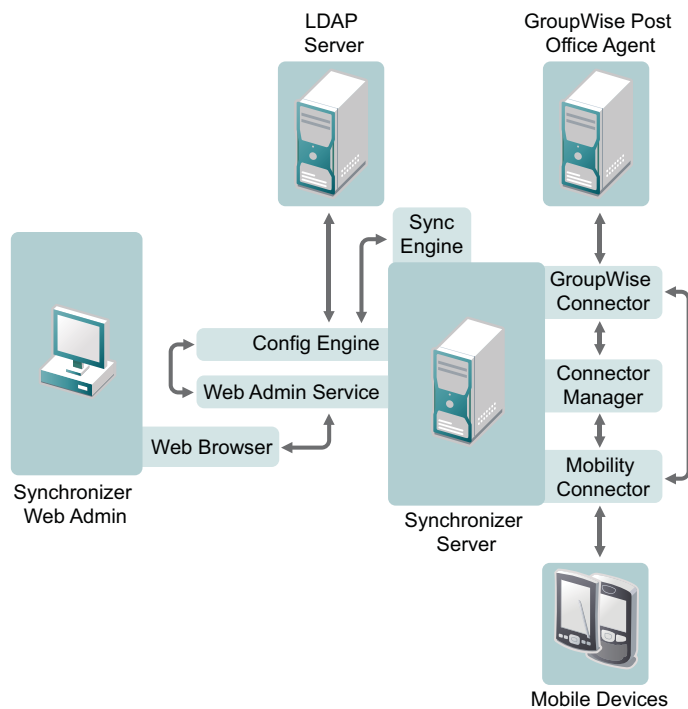 LDAP
Server
GroupWise Post
Office Agent
Sync
Engine
GroupWise
Connector
Config Engine
Web Admin Service
Connector
Manager
Web Browser
Mobility
Connector
Synchronizer
Web Admin
Synchronizer
Server
Mobile Devices